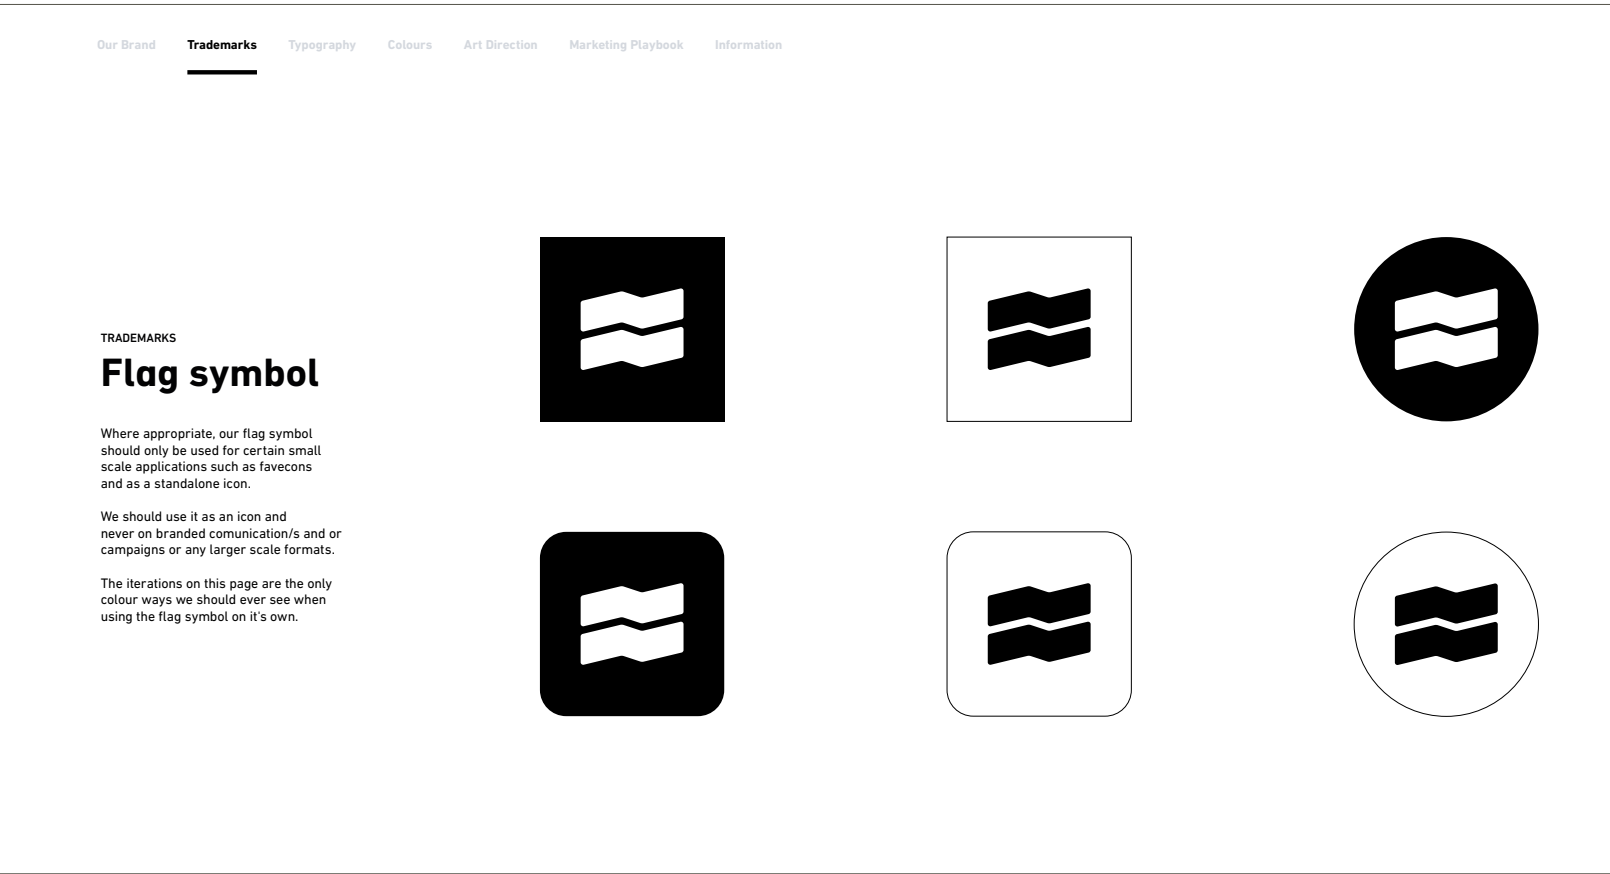 Our Brand Trademarks Typography Colours Art Direction Marketing Playbook Information
TRADEMARKS
Flag symbol
Where appropriate, our flag symbol
should only be used for certain small
scale applications such as favecons
and as a standalone icon.
We should use it as an icon and
never on branded comunication/s and or
campaigns or any larger scale formats.
The iterations on this page are the only
colour ways we should ever see when
using the flag symbol on it's own.